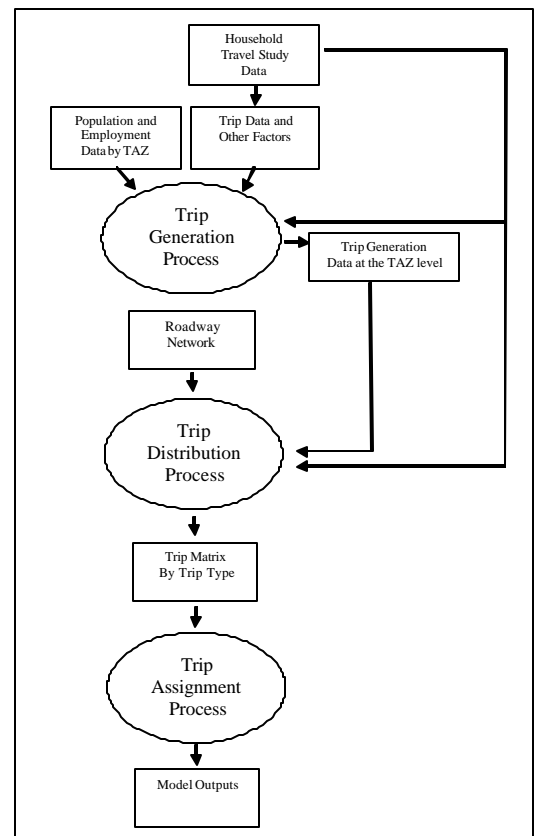 Household
Travel Study
Data
Population and
Employment
Data by TAZ
Trip Data and
Other Factors
Trip
Generation
Process
Trip Generation
Data at the TAZ level
Roadway
Network
Trip
Distribution
Process
Trip Matrix
By Trip Type
Trip
Assignment
Process
Model Outputs